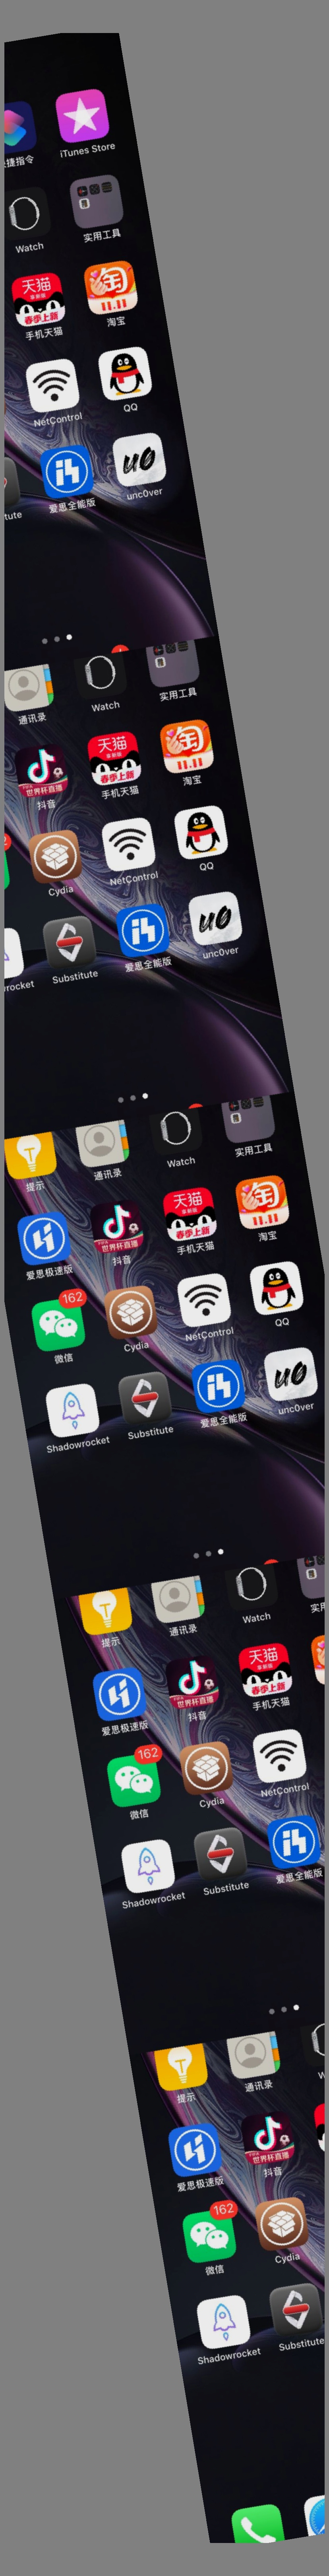 捷指令
iTunes Store
Watch
实用工具
天猫
春季上新
手机天猫
淘
11.11
淘宝
NetControl
QQ
tute
爱思全能版
u0
unc0ver
通讯录
Watch
实用工具
世界杯直播
抖音
天猫
春季上新
手机天猫
淘
11.11
淘宝
Cydia
NetControl
QQ
rocket
Substitute
爱思全能版
u0
unc0ver
提示
通讯录
Watch
实用工具
爱思极速版
世界杯直播
抖音
天猫
春季上新
手机天猫
淘
11.11
淘宝
162
微信
Cydia
NetControl
QQ
Shadowrocket
Substitute
爱思全能版
u0
unc0ver
提示
通讯录
Watch
实用
爱思极速版
世界杯直播
抖音
天猫
春季上新
手机天猫
162
微信
Cydia
NetControl
Shadowrocket
Substitute
爱思全能版
提示
通讯录
W
爱思极速版
世界杯直播
抖音
162
微信
Cydia
Shadowrocket
Substitute